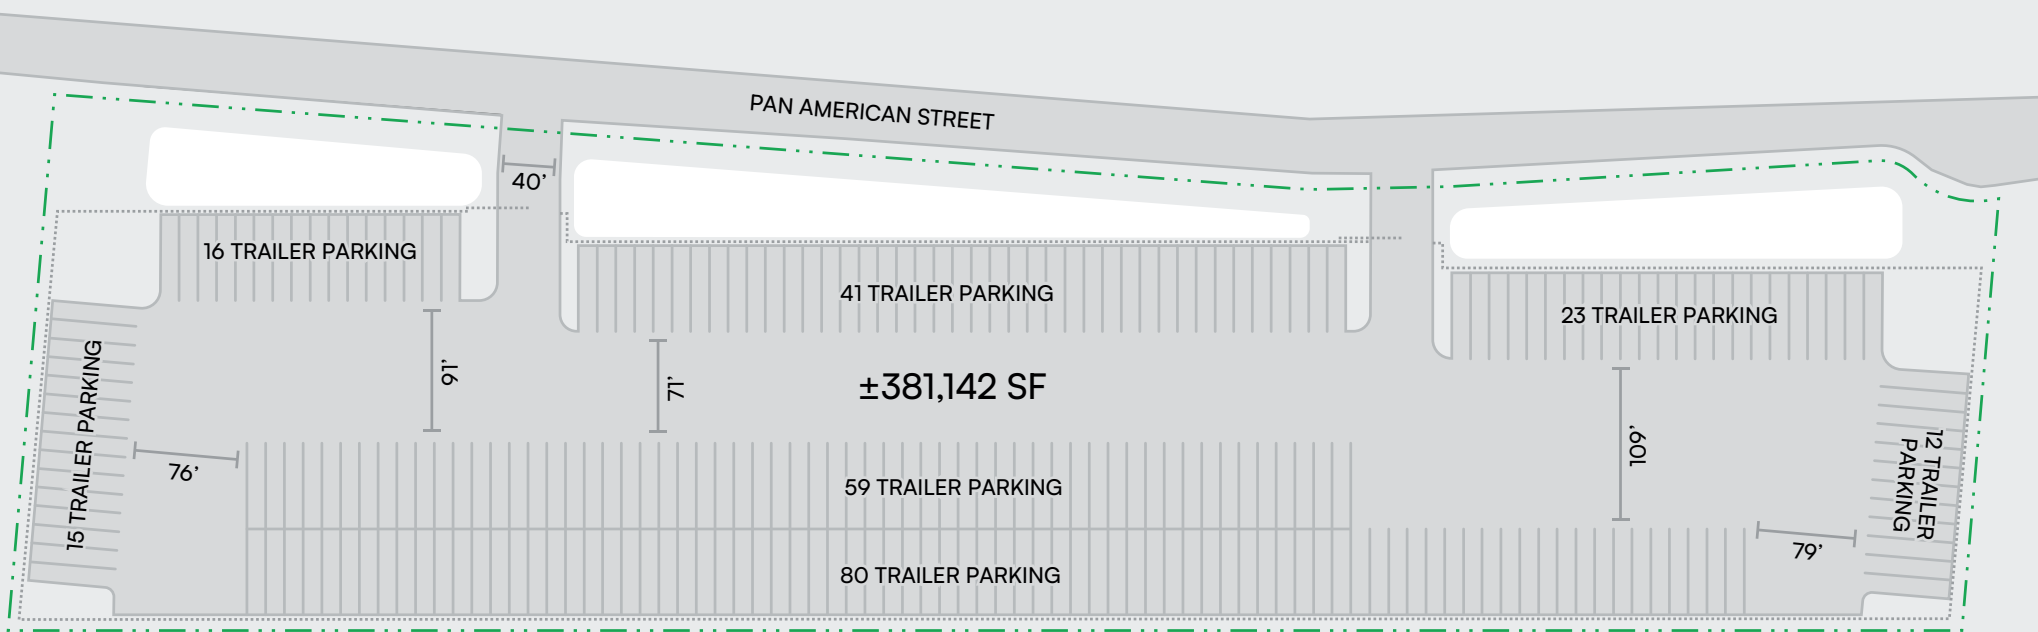 PAN AMERICAN STREET
40’
16 TRAILER PARKING
41 TRAILER PARKING
23 TRAILER PARKING
15 TRAILER PARKING
91’
71’
±381,142 SF
109’
12 TRAILER
PARKING
76’
59 TRAILER PARKING
79’
80 TRAILER PARKING